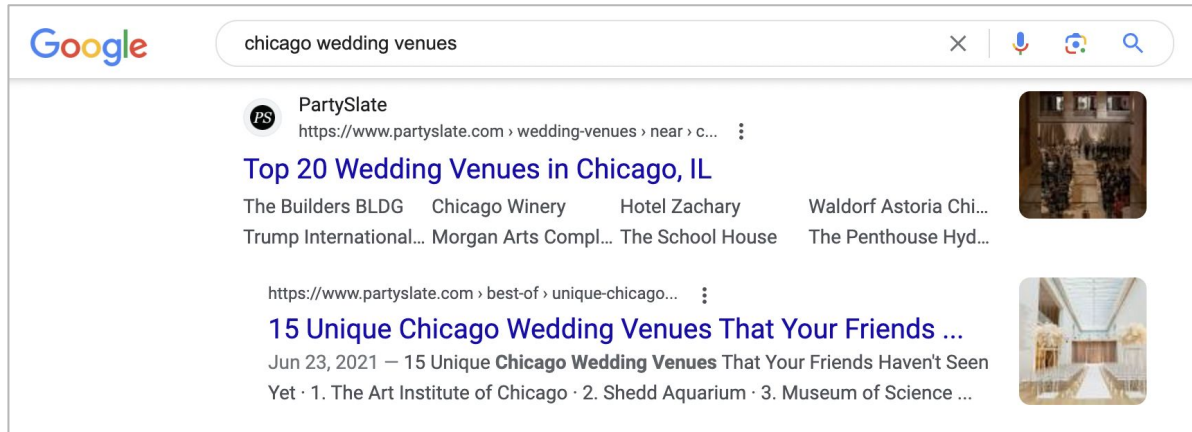 Google
chicago wedding venues
PS
PartySlate
https://www.partyslate.com › wedding-venues › near › c...
Top 20 Wedding Venues in Chicago, IL
The Builders BLDG Chicago Winery Hotel Zachary Waldorf Astoria Chi...
Trump International... Morgan Arts Compl... The School House The Penthouse Hyd...
https://www.partyslate.com › best-of › unique-chicago...
15 Unique Chicago Wedding Venues That Your Friends ...
Jun 23, 2021 — 15 Unique Chicago Wedding Venues That Your Friends Haven't Seen
Yet · 1. The Art Institute of Chicago · 2. Shedd Aquarium · 3. Museum of Science ...